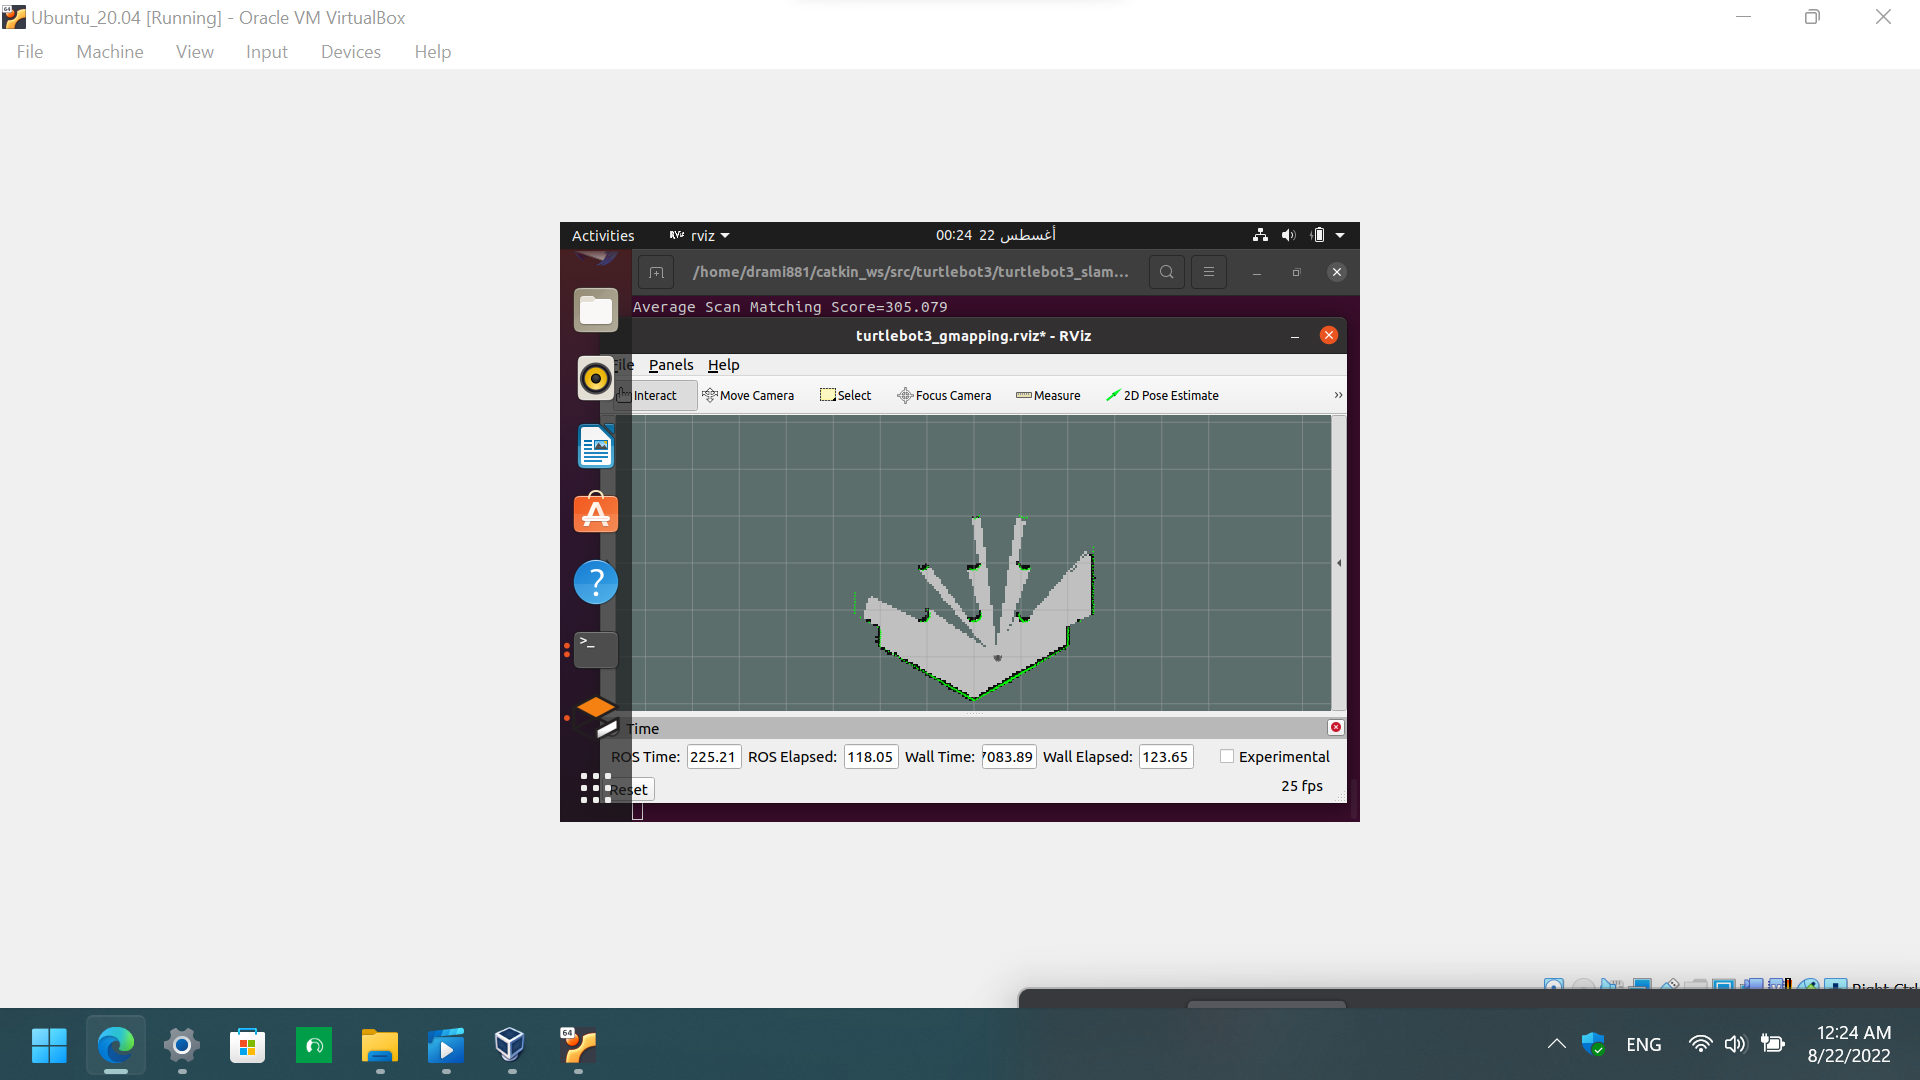 Ubuntu_20.04 [Running] - Oracle VM VirtualBox
File Machine View Input Devices Help
Activities RViz rviz أغسطس 22 00:24
/home/drami881/catkin_ws/src/turtlebot3/turtlebot3_slam...
Average Scan Matching Score=305.079
turtlebot3_gmapping.rviz* - RViz
File Panels Help
Interact Move Camera Select Focus Camera Measure 2D Pose Estimate »
Time
ROS Time: 225.21 ROS Elapsed: 118.05 Wall Time: 7083.89 Wall Elapsed: 123.65 Experimental
Reset 25 fps
Right Ctrl
64
ENG
12:24 AM
8/22/2022